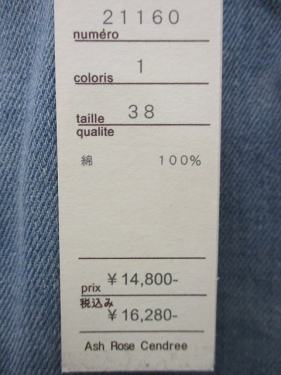 21160
numéro
coloris 1
taille 38
qualite
綿 100%
prix ¥14,800-
税込み
¥16,280-
Ash Rose Cendree